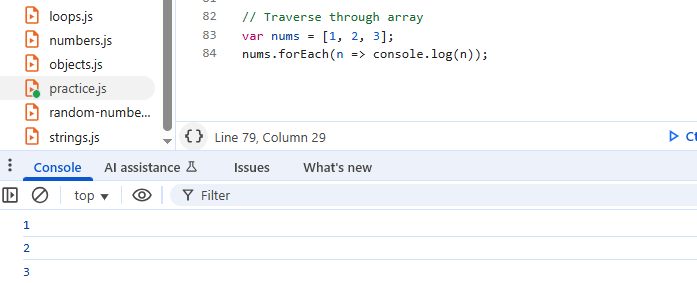 loops.js
numbers.js
objects.js
practice.js
random-numbe...
strings.js
82 // Traverse through array
83 var nums = [1, 2, 3];
84 nums.forEach(n => console.log(n));
{} Line 79, Column 29
Console AI assistance Issues What's new
top Filter
1
2
3